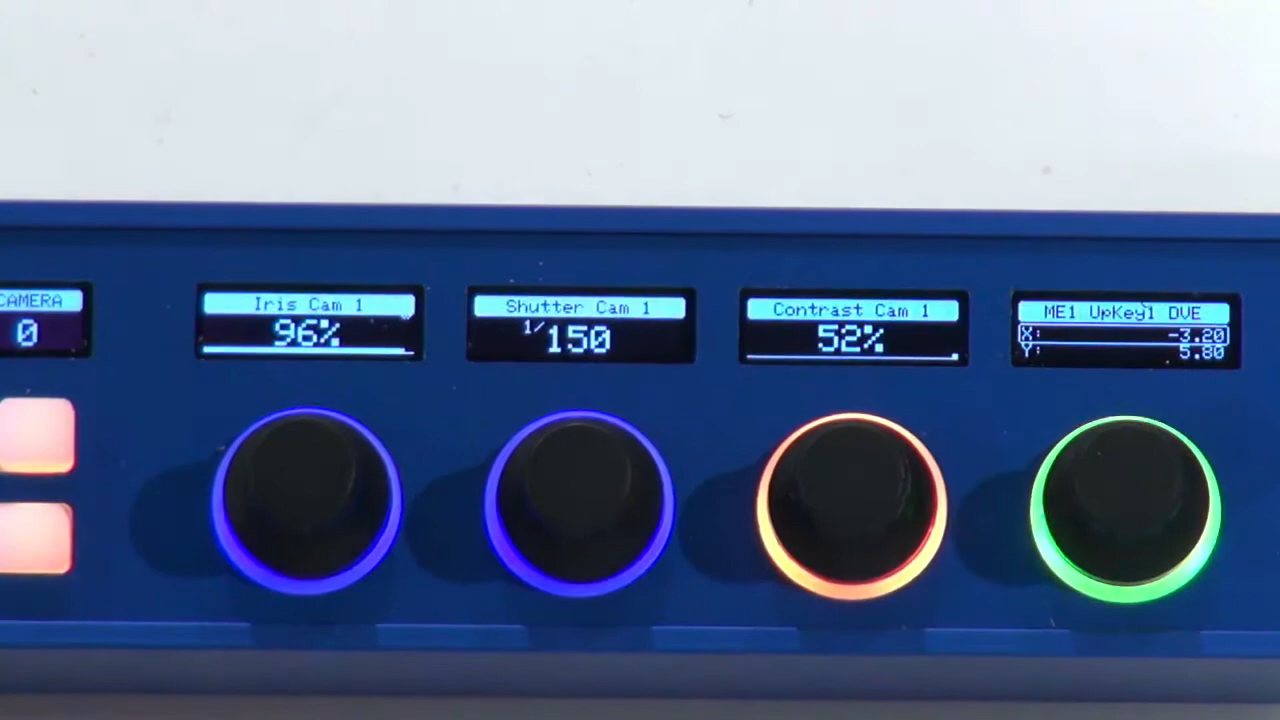 CAMERA
0
Iris Cam 1
96%
Shutter Cam 1
1/150
Contrast Cam 1
52%
ME1 UpKey1 DVE
X: -3.20
Y: 5.80